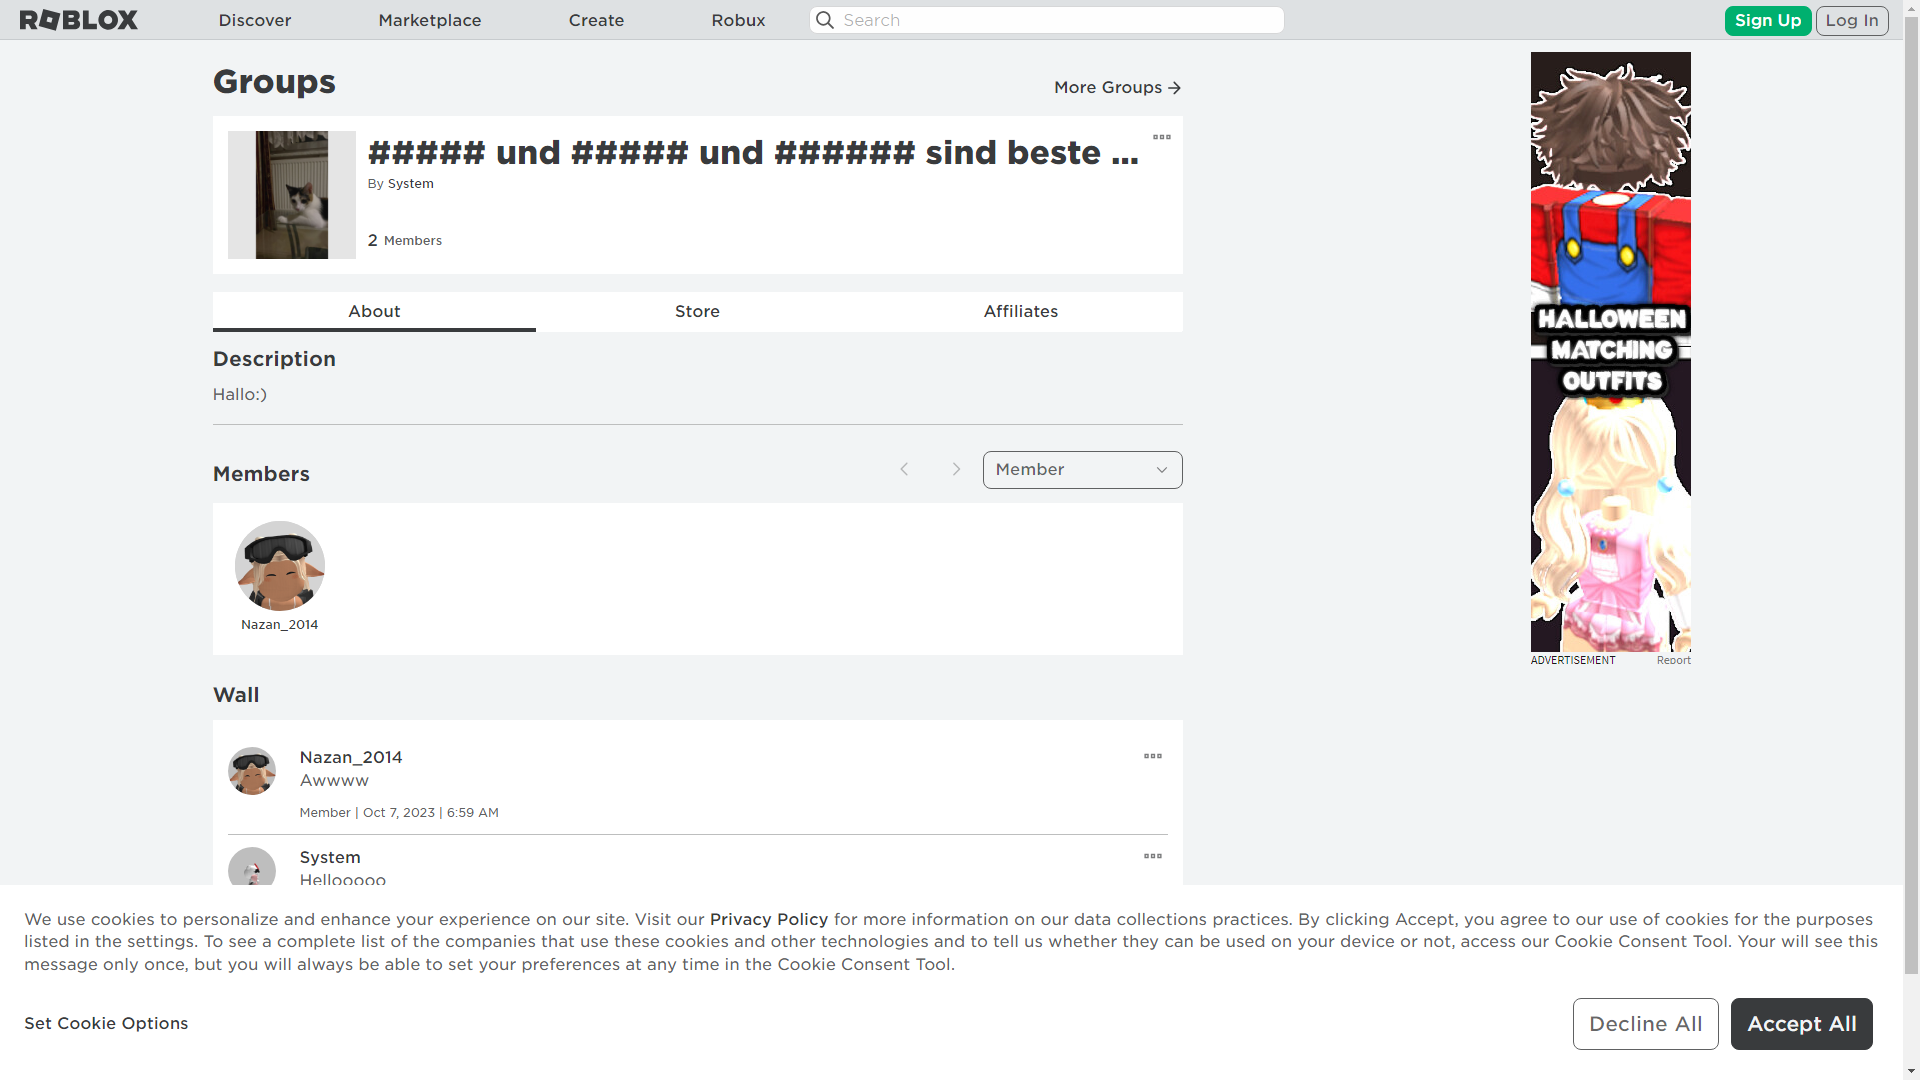 ROBLOX
Discover
Marketplace
Create
Robux
Search
Sign Up
Log In
Groups
More Groups
##### und ##### und ###### sind beste ...
By System
2 Members
About
Store
Affiliates
Description
Hallo:)
Members
Member
Nazan_2014
Wall
Nazan_2014
Awwww
Member | Oct 7, 2023 | 6:59 AM
System
Hellooooo
HALLOWEEN
MATCHING
OUTFITS
ADVERTISEMENT
Report
We use cookies to personalize and enhance your experience on our site. Visit our Privacy Policy for more information on our data collections practices. By clicking Accept, you agree to our use of cookies for the purposes
listed in the settings. To see a complete list of the companies that use these cookies and other technologies and to tell us whether they can be used on your device or not, access our Cookie Consent Tool. Your will see this
message only once, but you will always be able to set your preferences at any time in the Cookie Consent Tool.
Set Cookie Options
Decline All
Accept All